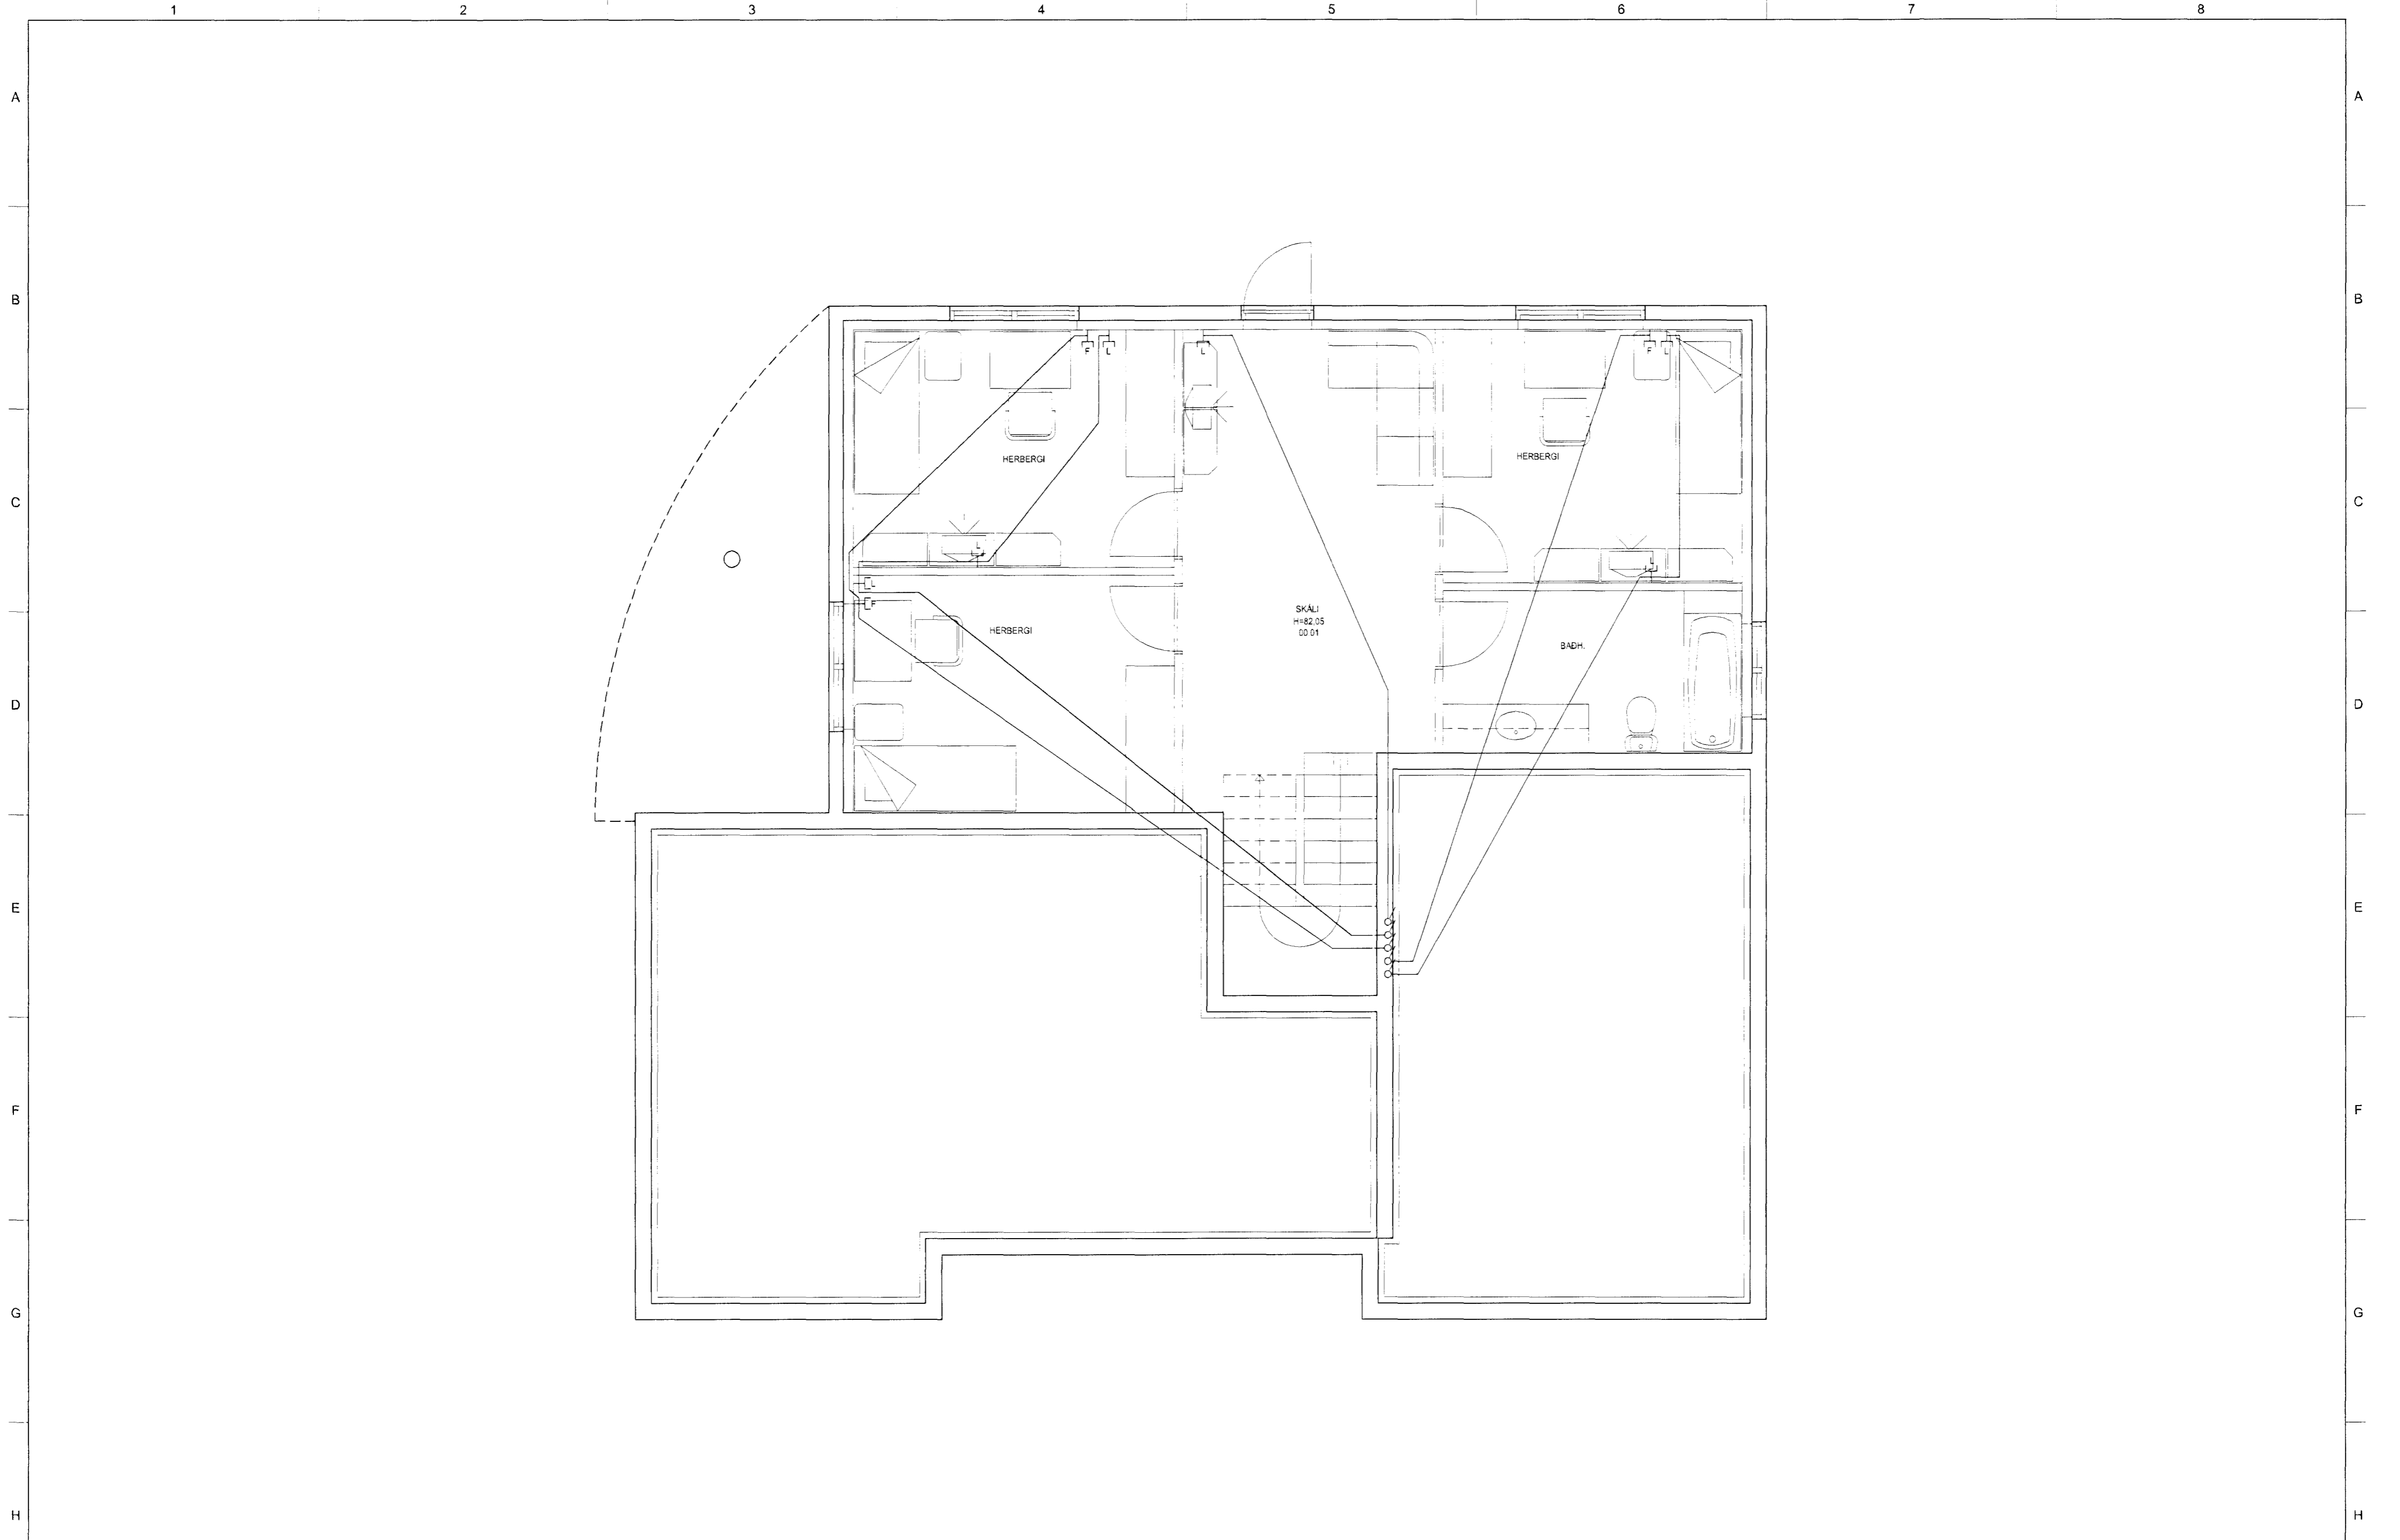 1 2 3 4 5 6 7 8
A A
B B
F L L F L
HERBERGI HERBERGI
C C
L L
L
F
SKÁLI
H=82,05
00 01
HERBERGI
BAÐH.
D D
E E
F F
G G
H H